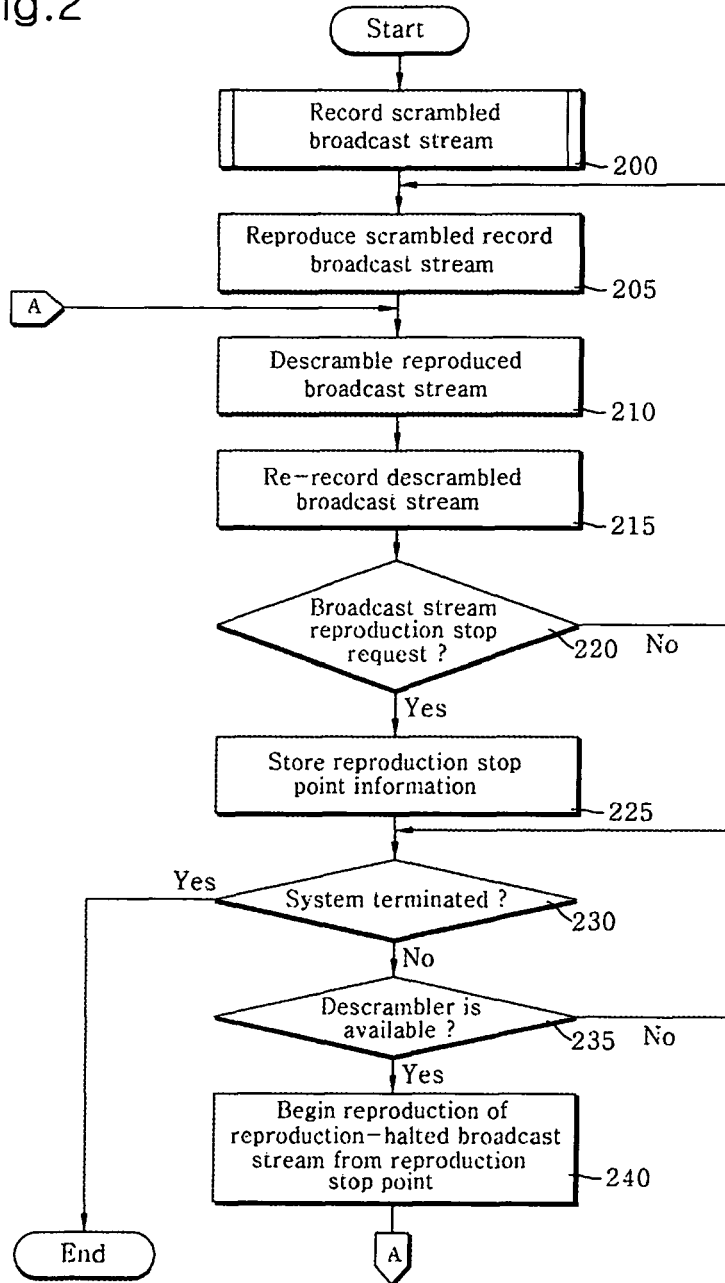 ig.2
Start
Record scrambled
broadcast stream
200
Reproduce scrambled record
broadcast stream
205
A
Descramble reproduced
broadcast stream
210
Re-record descrambled
broadcast stream
215
Broadcast stream
reproduction stop
request ?
220
No
Yes
Store reproduction stop
point information
225
Yes
System terminated ?
230
No
Descrambler is
available ?
235
No
Yes
Begin reproduction of
reproduction-halted broadcast
stream from reproduction
stop point
240
End
A